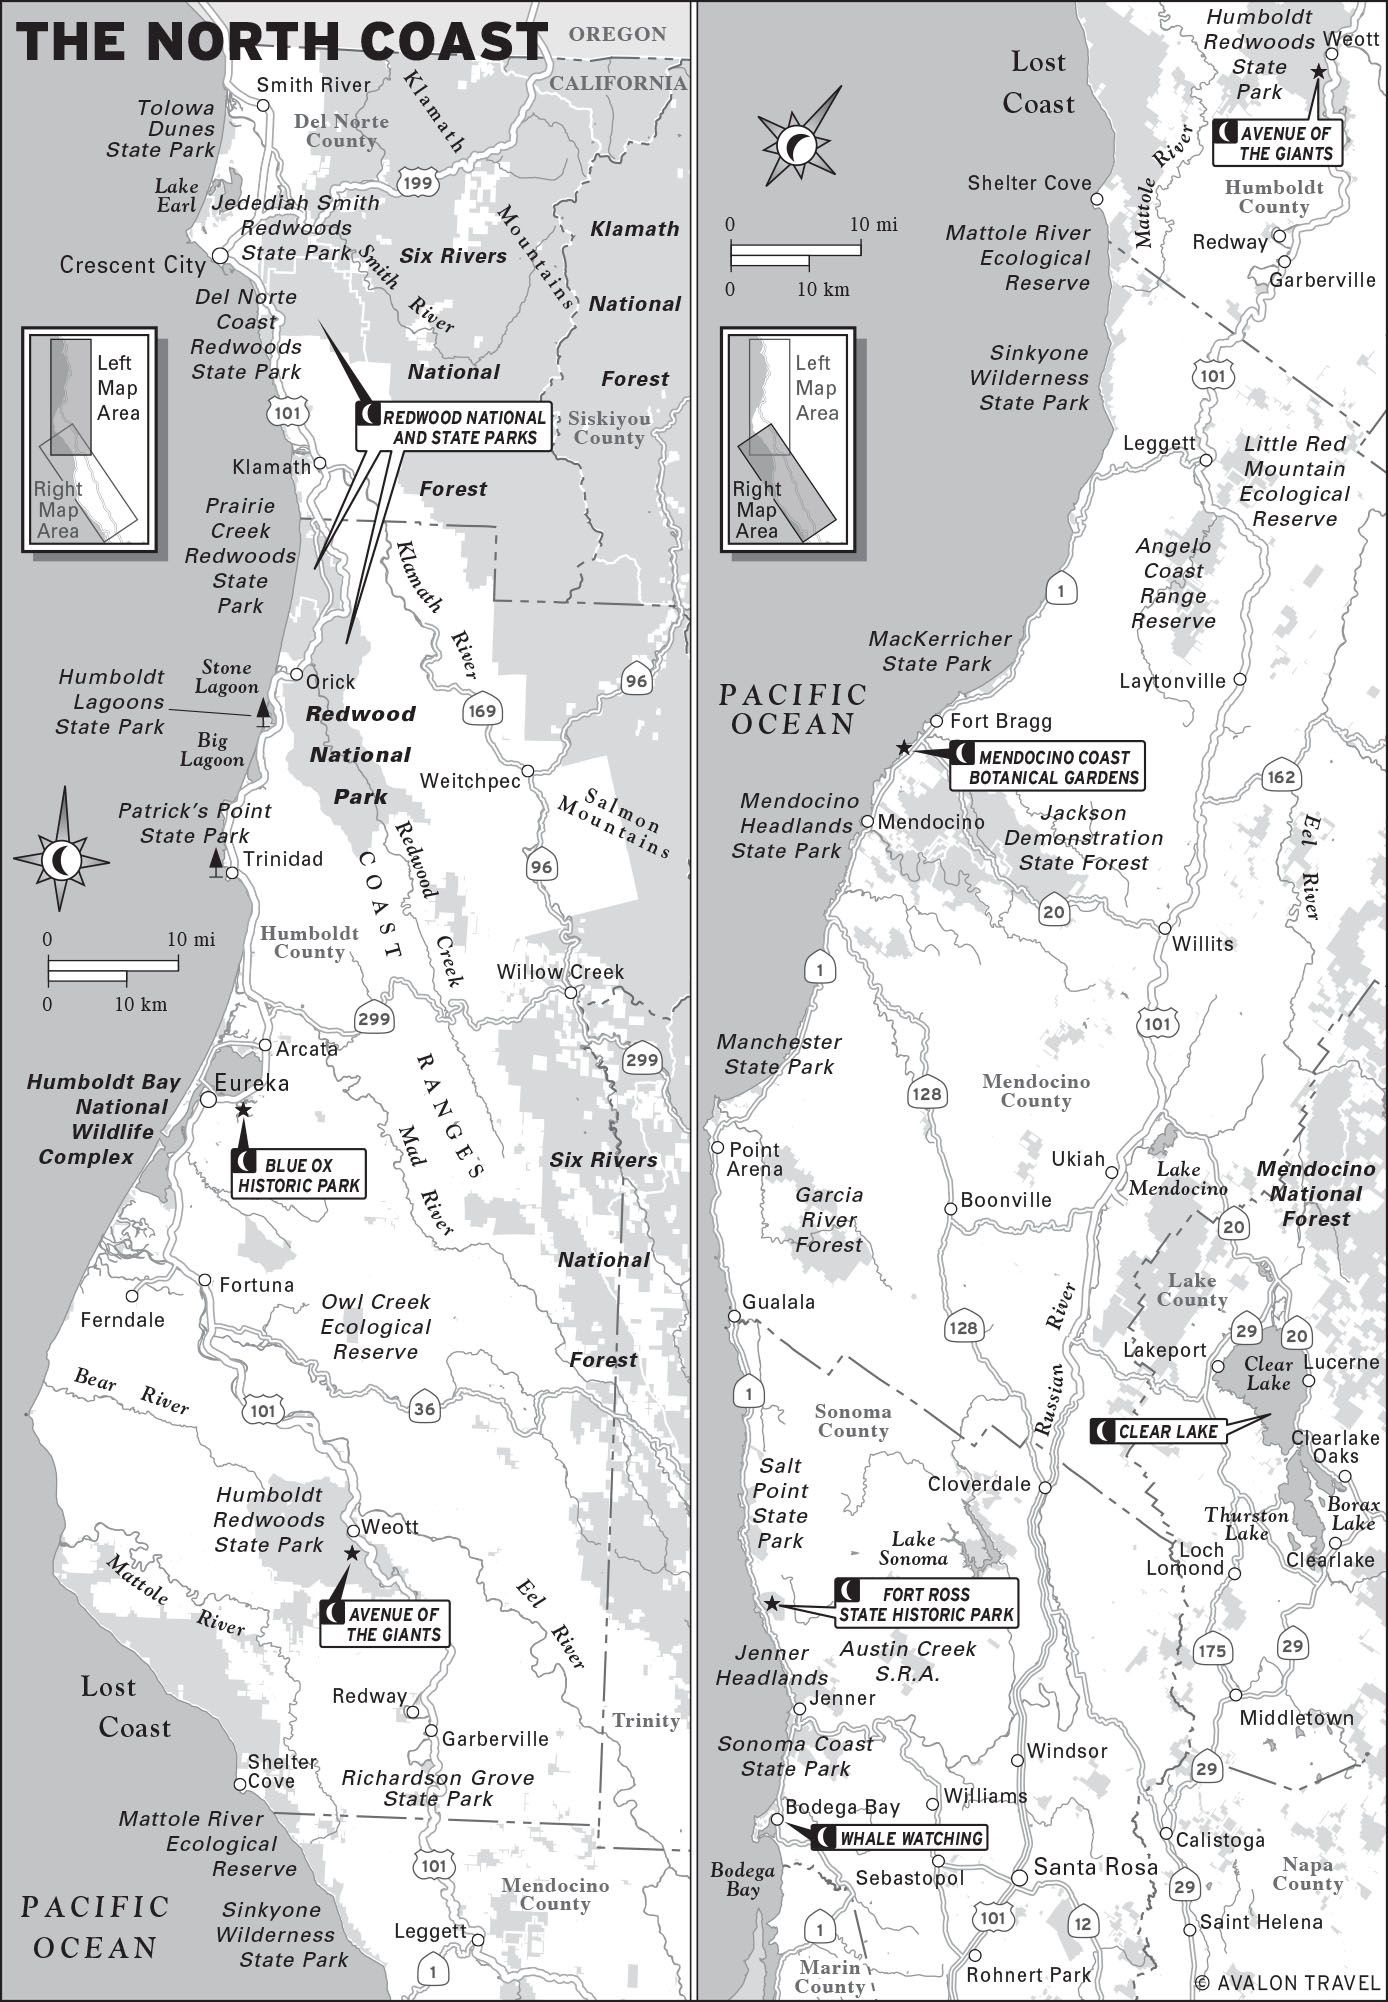 THE NORTH COAST
OREGON
CALIFORNIA
Smith River
Tolowa
Dunes
State Park
Del Norte
County
Klamath
Mountains
199
Lake
Earl
Jedediah Smith
Redwoods
State Park
Crescent City
Smith
River
Six Rivers
National
Forest
Klamath
National
Forest
Del Norte
Coast
Redwoods
State Park
Left
Map
Area
Right
Map
Area
101
REDWOOD NATIONAL
AND STATE PARKS
Siskiyou
County
Klamath
Prairie
Creek
Redwoods
State
Park
Klamath
River
Humboldt
Lagoons
State Park
Stone
Lagoon
Big
Lagoon
Orick
Redwood
National
Park
169
96
Weitchpec
Salmon
Mountains
Patrick's Point
State Park
Trinidad
COAST
RANGES
Redwood
Creek
96
0
10 mi
0
10 km
Humboldt
County
Willow Creek
299
299
Arcata
Humboldt Bay
National
Wildlife
Complex
Eureka
BLUE OX
HISTORIC PARK
Mad
River
Six Rivers
National
Forest
Fortuna
Ferndale
Owl Creek
Ecological
Reserve
Bear River
101
36
Humboldt
Redwoods
State Park
Weott
AVENUE OF
THE GIANTS
Mattole
River
Eel
River
Lost
Coast
Redway
Garberville
Trinity
Shelter
Cove
Richardson Grove
State Park
Mattole River
Ecological
Reserve
101
PACIFIC
OCEAN
Sinkyone
Wilderness
State Park
Mendocino
County
Leggett
1
Humboldt
Redwoods
State
Park
Weott
Lost
Coast
AVENUE OF
THE GIANTS
Mattole
River
Shelter Cove
Humboldt
County
0
10 mi
0
10 km
Mattole River
Ecological
Reserve
Redway
Garberville
Left
Map
Area
Right
Map
Area
Sinkyone
Wilderness
State Park
101
Leggett
Little Red
Mountain
Ecological
Reserve
Angelo
Coast
Range
Reserve
1
MacKerricher
State Park
Laytonville
PACIFIC
OCEAN
Fort Bragg
MENDOCINO COAST
BOTANICAL GARDENS
162
Mendocino
Headlands
State Park
Mendocino
Jackson
Demonstration
State Forest
Eel
River
20
Willits
1
101
Manchester
State Park
128
Mendocino
County
Point
Arena
Ukiah
Lake
Mendocino
Mendocino
National
Forest
Garcia
River
Forest
Boonville
20
Lake
County
Gualala
128
Russian
River
29
20
Lakeport
Clear
Lake
Lucerne
1
Sonoma
County
CLEAR LAKE
Clearlake
Oaks
Salt
Point
State
Park
Cloverdale
Thurston
Lake
Borax
Lake
Lake
Sonoma
Loch
Lomond
Clearlake
FORT ROSS
STATE HISTORIC PARK
Jenner
Headlands
Austin Creek
S.R.A.
175
29
Jenner
Middletown
Sonoma Coast
State Park
Windsor
29
Williams
Bodega Bay
WHALE WATCHING
Calistoga
Bodega
Bay
Sebastopol
Santa Rosa
Napa
County
29
1
101
12
Saint Helena
Marin
County
Rohnert Park
© AVALON TRAVEL